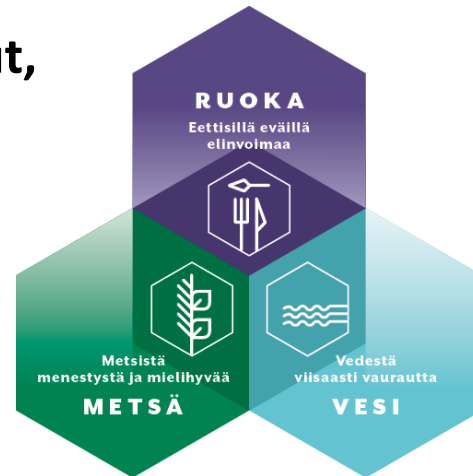 RUOKA
Eettisillä eväillä
elinvoimaa
Metsistä
menestystä ja mielihyvää
METSÄ
Vedestä
viisaasti vaurautta
VESI